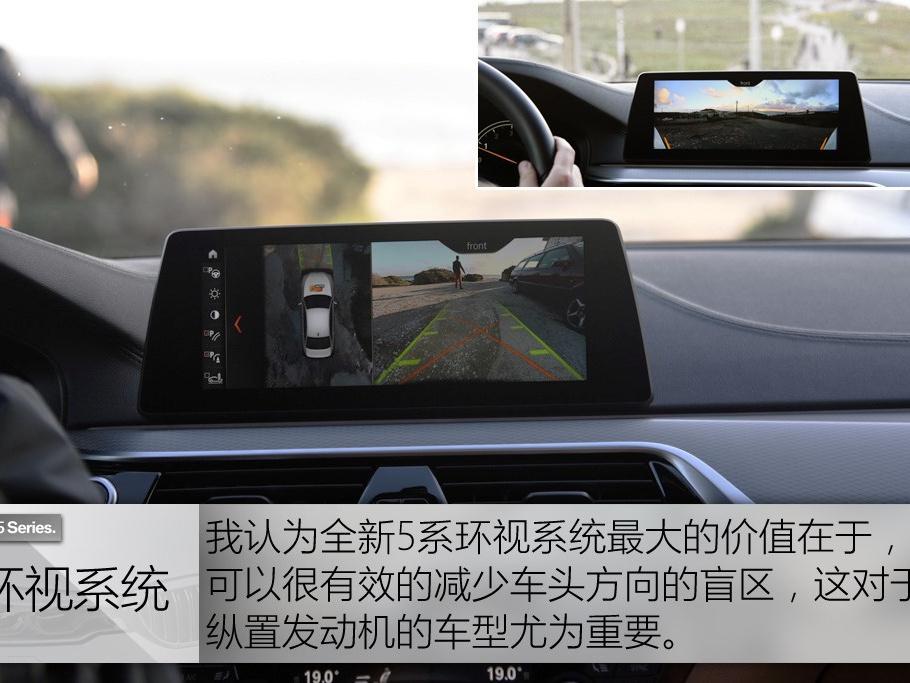 front
front
5 Series.
环视系统
我认为全新5系环视系统最大的价值在于，
可以很有效的减少车头方向的盲区，这对于
纵置发动机的车型尤为重要。
19.0° 19.0°